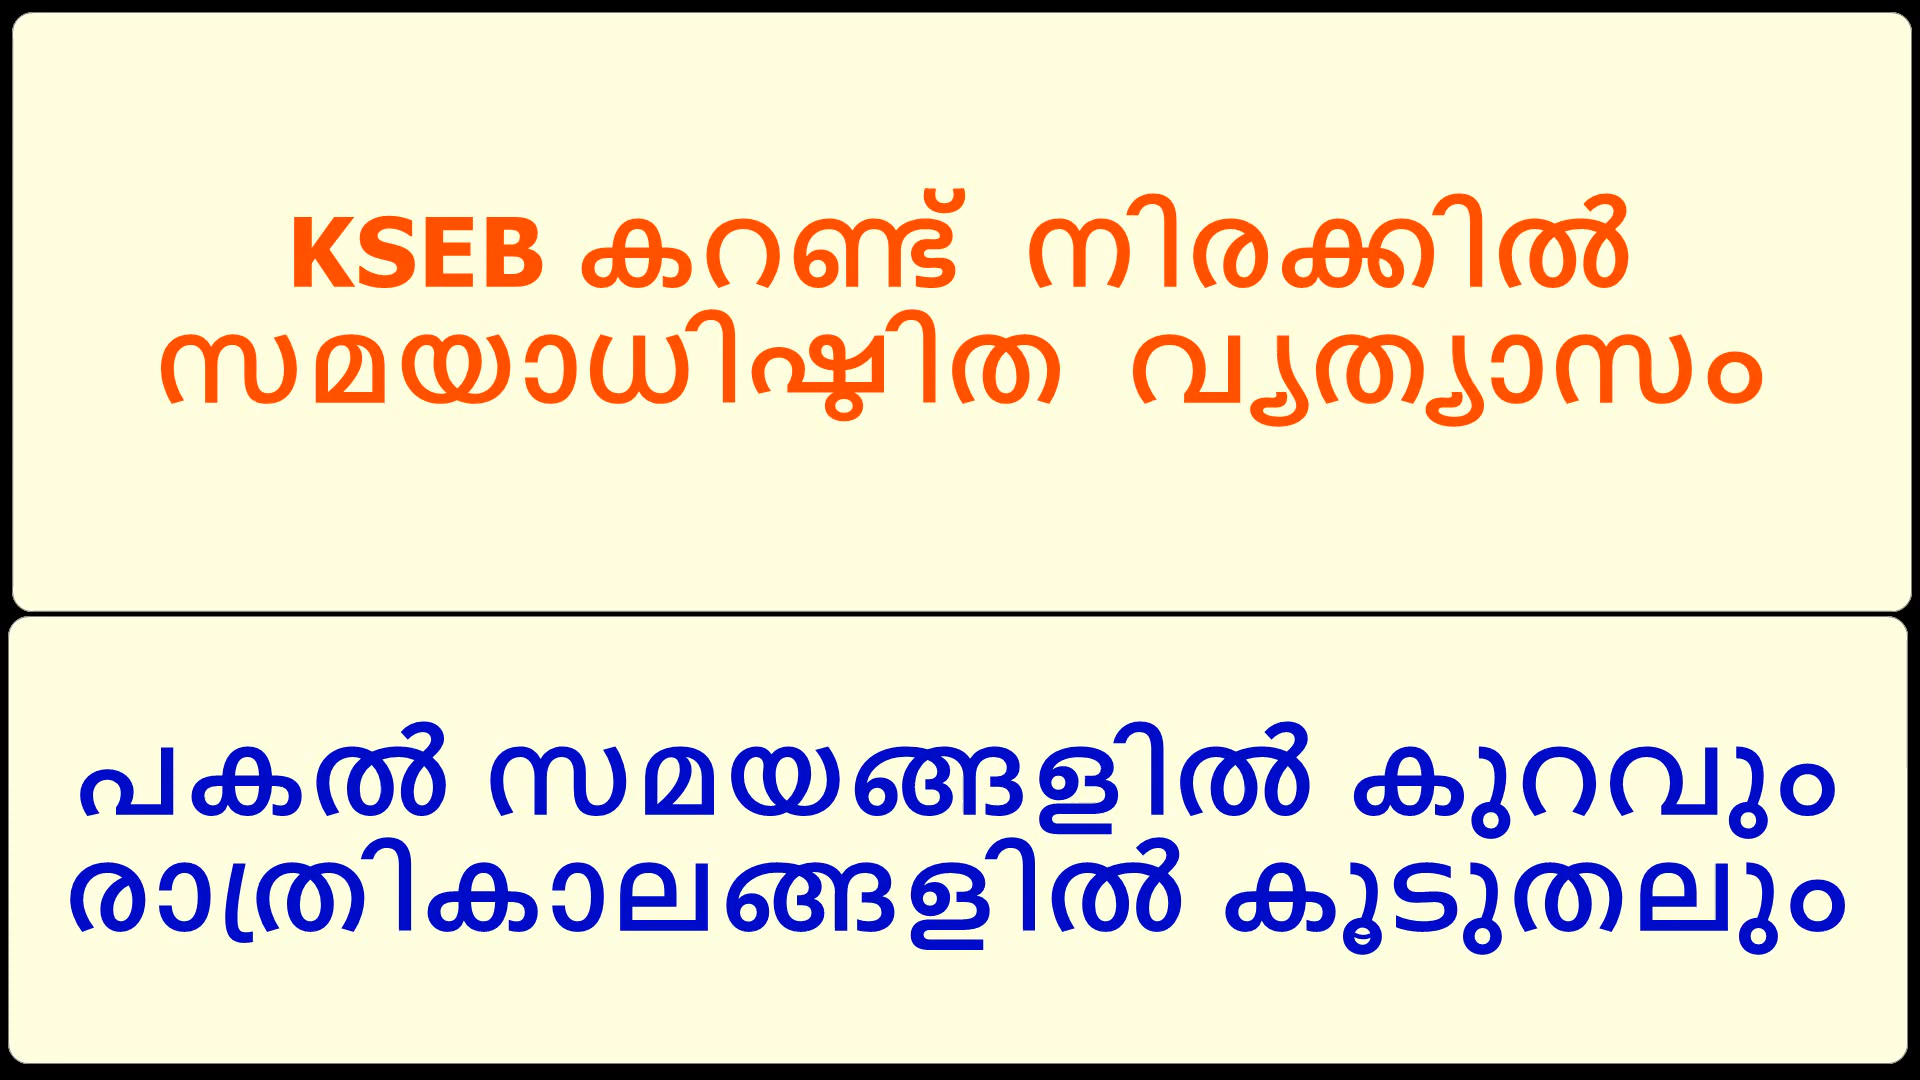 KSEB കറണ്ട് നിരക്കിൽ
സമയാധിഷ്ഠിത വ്യത്യാസം
പകൽ സമയങ്ങളിൽ കുറവും
രാത്രികാലങ്ങളിൽ കൂടുതലും